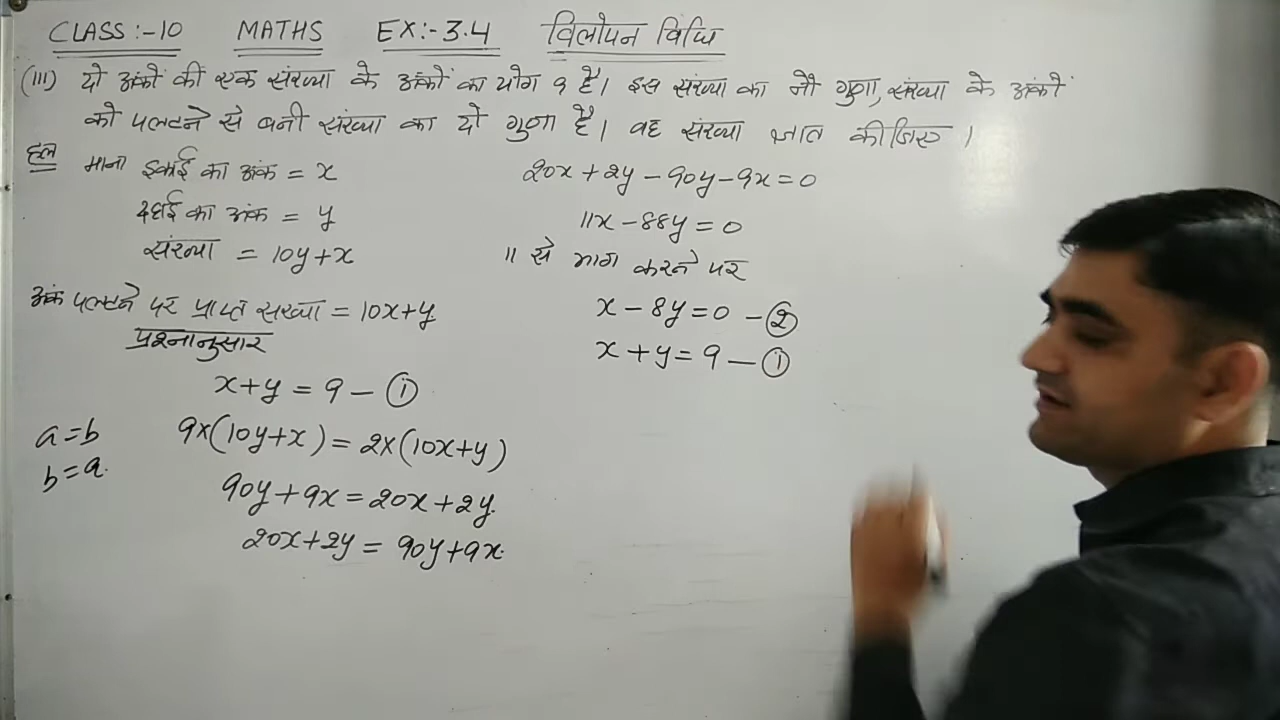 CLASS:-10 MATHS EX:-3.4 विलोपन विधि
(III) दो अंकों की एक संख्या के अंकों का योग 9 है। इस संख्या का नौ गुणा, संख्या के अंकों
को पलटने से बनी संख्या का दो गुणा है। वह संख्या ज्ञात कीजिए।
हल माना इकाई का अंक = x
दहाई का अंक = y
संख्या = 10y+x
अंक पलटने पर प्राप्त संख्या = 10x+y
प्रश्नानुसार
x+y = 9 - ①
a=b
b=a.
9×(10y+x) = 2×(10x+y)
90y+9x = 20x+2y.
20x+2y = 90y+9x.
20x+2y-90y-9x=0
11x-88y=0
11 से भाग करने पर
x-8y=0 - ②
x+y=9 - ①